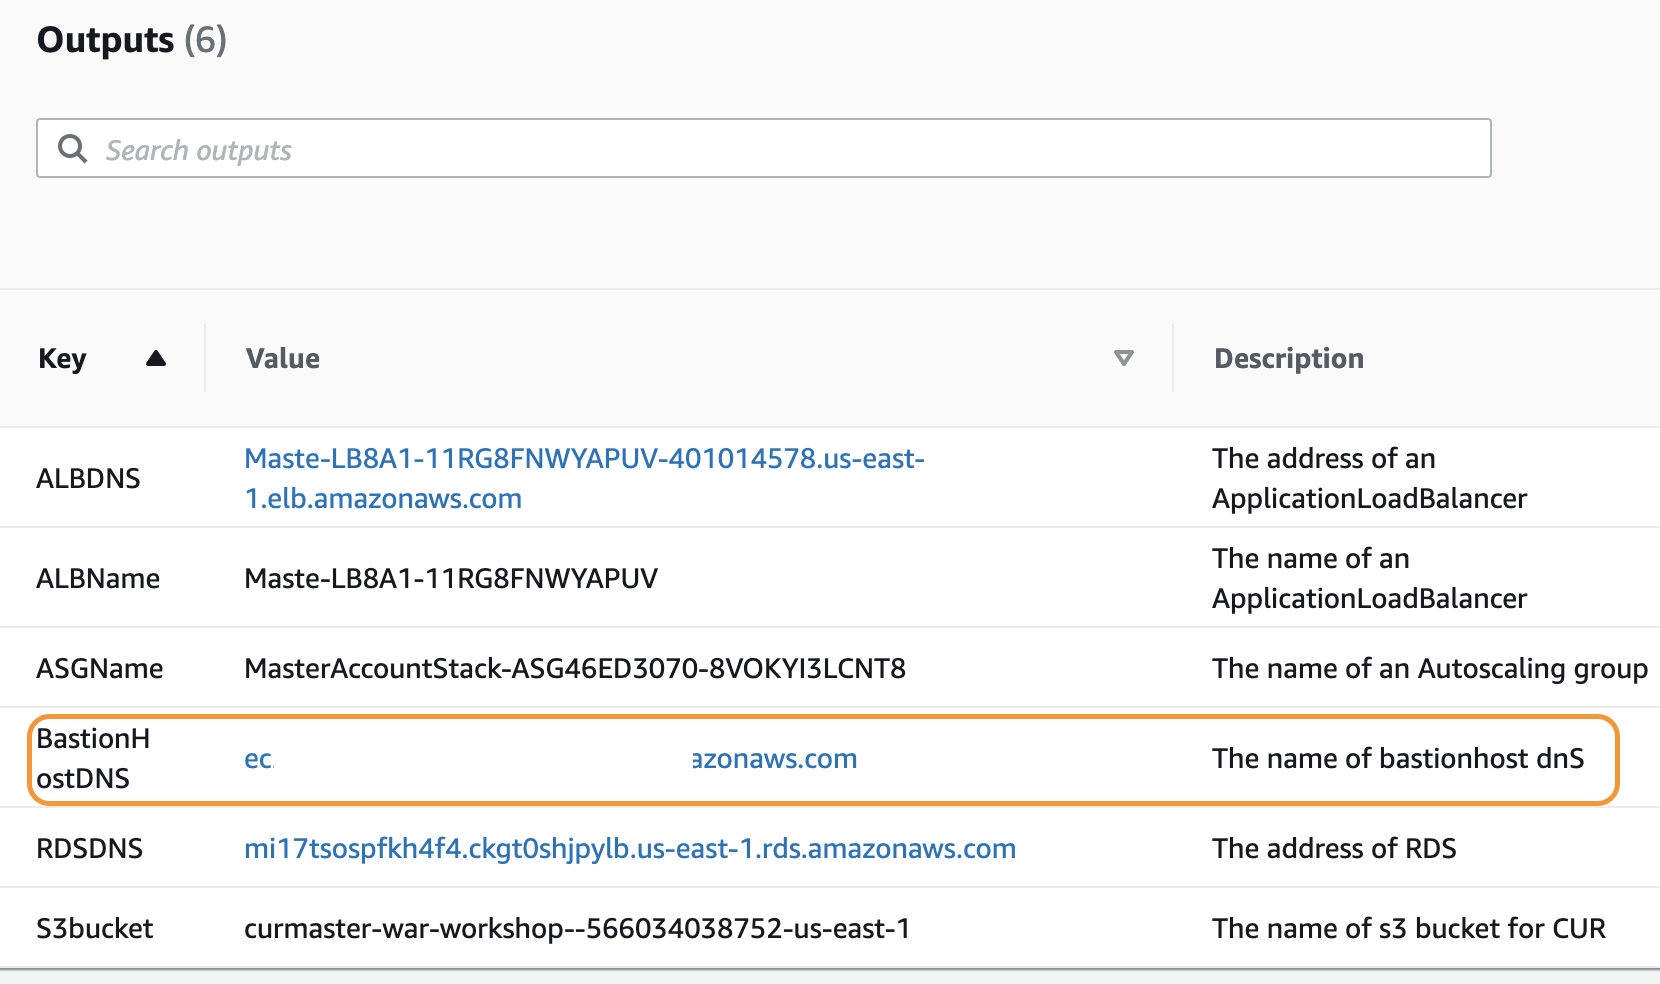 Outputs (6)
Search outputs
Key Value Description
ALBDNS
Maste-LB8A1-11RG8FNWYAPUV-401014578.us-east-
1.elb.amazonaws.com
The address of an
ApplicationLoadBalancer
ALBName
Maste-LB8A1-11RG8FNWYAPUV
The name of an
ApplicationLoadBalancer
ASGName MasterAccountStack-ASG46ED3070-8VOKYI3LCNT8 The name of an Autoscaling group
BastionH
ostDNS
ec azonaws.com
The name of bastionhost dnS
RDSDNS mi17tsospfkh4f4.ckgt0shjpylb.us-east-1.rds.amazonaws.com The address of RDS
S3bucket curmaster-war-workshop--566034038752-us-east-1 The name of s3 bucket for CUR